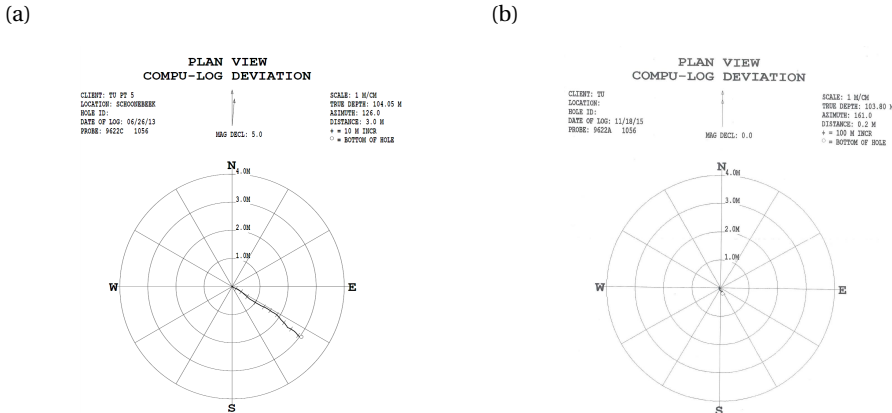 (a)
PLAN VIEW
COMPU-LOG DEVIATION
CLIENT: TU PT 5
LOCATION: SCHOONEBEEK
HOLE ID:
DATE OF LOG: 06/26/13
PROBE: 9622C 1056
MAG DECL: 5.0
SCALE: 1 M/CM
TRUE DEPTH: 104.05 M
AZIMUTH: 126.0
DISTANCE: 3.0 M
+ = 10 M INCR
○ = BOTTOM OF HOLE
N
4.0M
3.0M
2.0M
1.0M
W
E
S
(b)
PLAN VIEW
COMPU-LOG DEVIATION
CLIENT: TU
LOCATION:
HOLE ID:
DATE OF LOG: 11/18/15
PROBE: 9622A 1056
MAG DECL: 0.0
SCALE: 1 M/CM
TRUE DEPTH: 103.80 M
AZIMUTH: 161.0
DISTANCE: 0.2 M
+ = 100 M INCR
○ = BOTTOM OF HOLE
N
4.0M
3.0M
2.0M
1.0M
W
E
S